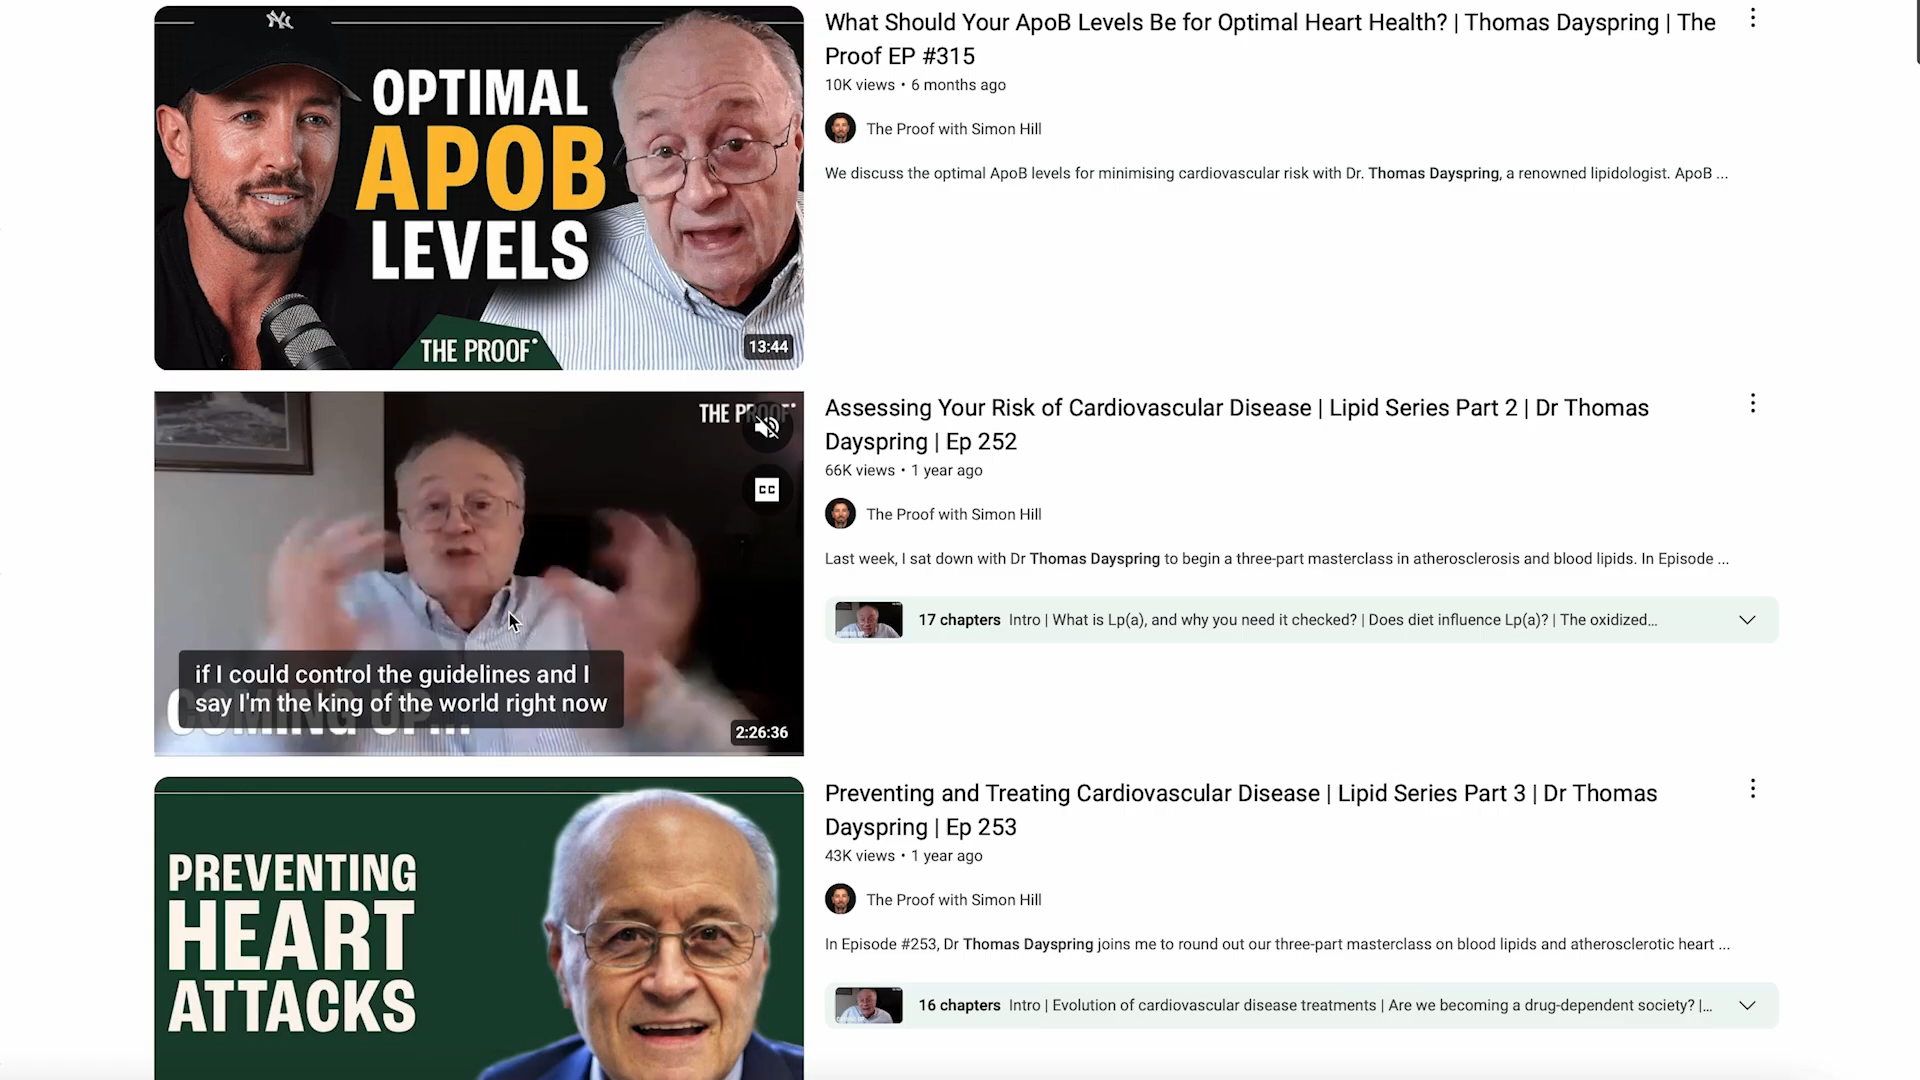 OPTIMAL
APOB
LEVELS
THE PROOF
13:44
What Should Your ApoB Levels Be for Optimal Heart Health? | Thomas Dayspring | The
Proof EP #315
10K views • 6 months ago
The Proof with Simon Hill
We discuss the optimal ApoB levels for minimising cardiovascular risk with Dr. Thomas Dayspring, a renowned lipidologist. ApoB ...
THE PROOF
CC
if I could control the guidelines and I
say I'm the king of the world right now
COMING UP...
2:26:36
Assessing Your Risk of Cardiovascular Disease | Lipid Series Part 2 | Dr Thomas
Dayspring | Ep 252
66K views • 1 year ago
The Proof with Simon Hill
Last week, I sat down with Dr Thomas Dayspring to begin a three-part masterclass in atherosclerosis and blood lipids. In Episode ...
17 chapters Intro | What is Lp(a), and why you need it checked? | Does diet influence Lp(a)? | The oxidized...
PREVENTING
HEART
ATTACKS
Preventing and Treating Cardiovascular Disease | Lipid Series Part 3 | Dr Thomas
Dayspring | Ep 253
43K views • 1 year ago
The Proof with Simon Hill
In Episode #253, Dr Thomas Dayspring joins me to round out our three-part masterclass on blood lipids and atherosclerotic heart ...
16 chapters Intro | Evolution of cardiovascular disease treatments | Are we becoming a drug-dependent society? |...